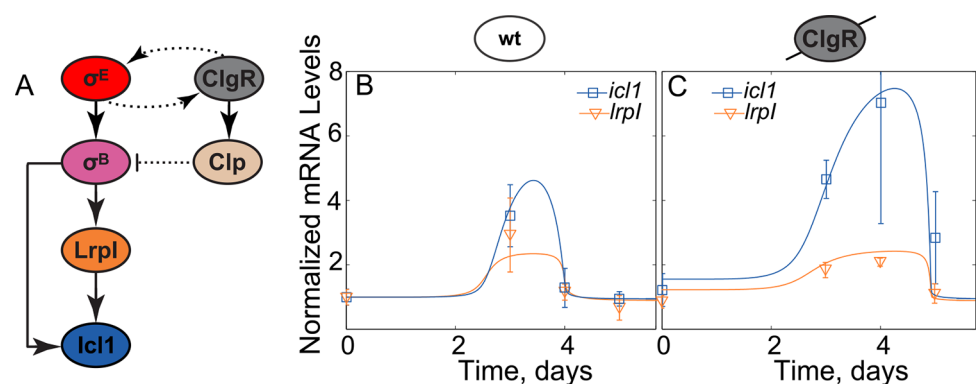 wt
ClgR
A
σE
ClgR
σB
Clp
LrpI
Icl1
Normalized mRNA Levels
8
6
4
2
B
icl1
lrpI
C
icl1
lrpI
0
2
4
0
2
4
Time, days
Time, days